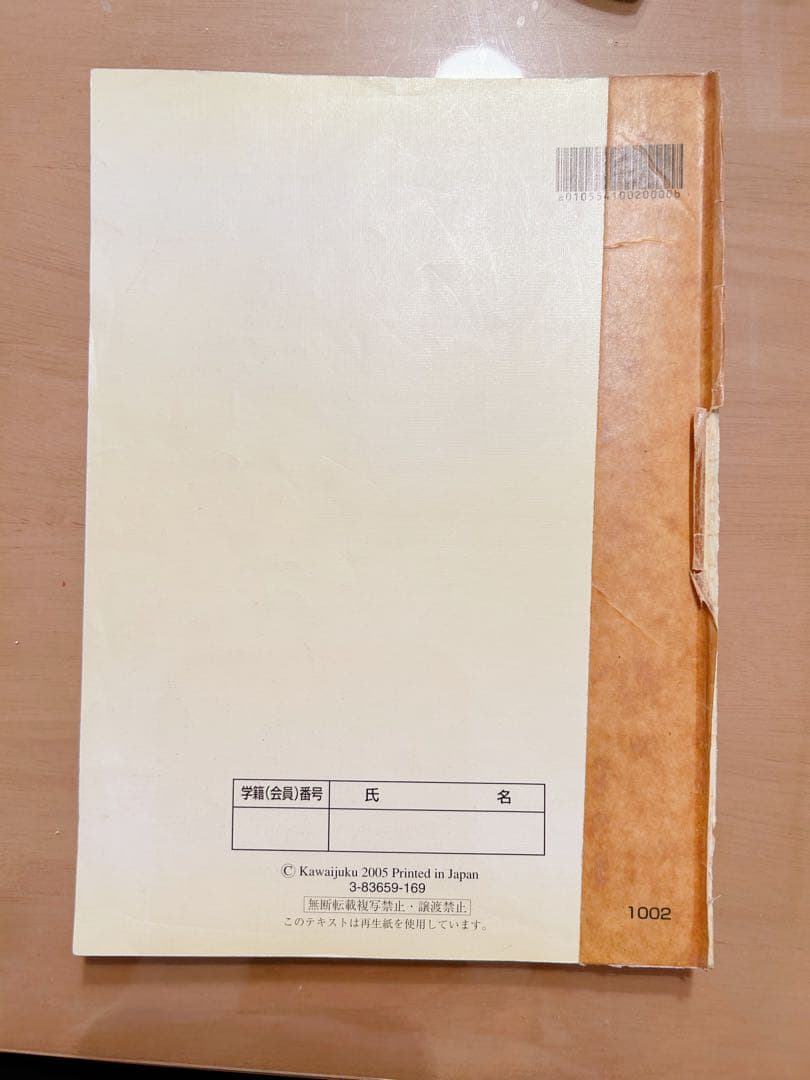 a01055410020000b
学籍(会員)番号 氏 名
Ⓒ Kawaijuku 2005 Printed in Japan
3-83659-169
無断転載複写禁止・譲渡禁止
このテキストは再生紙を使用しています。
1002